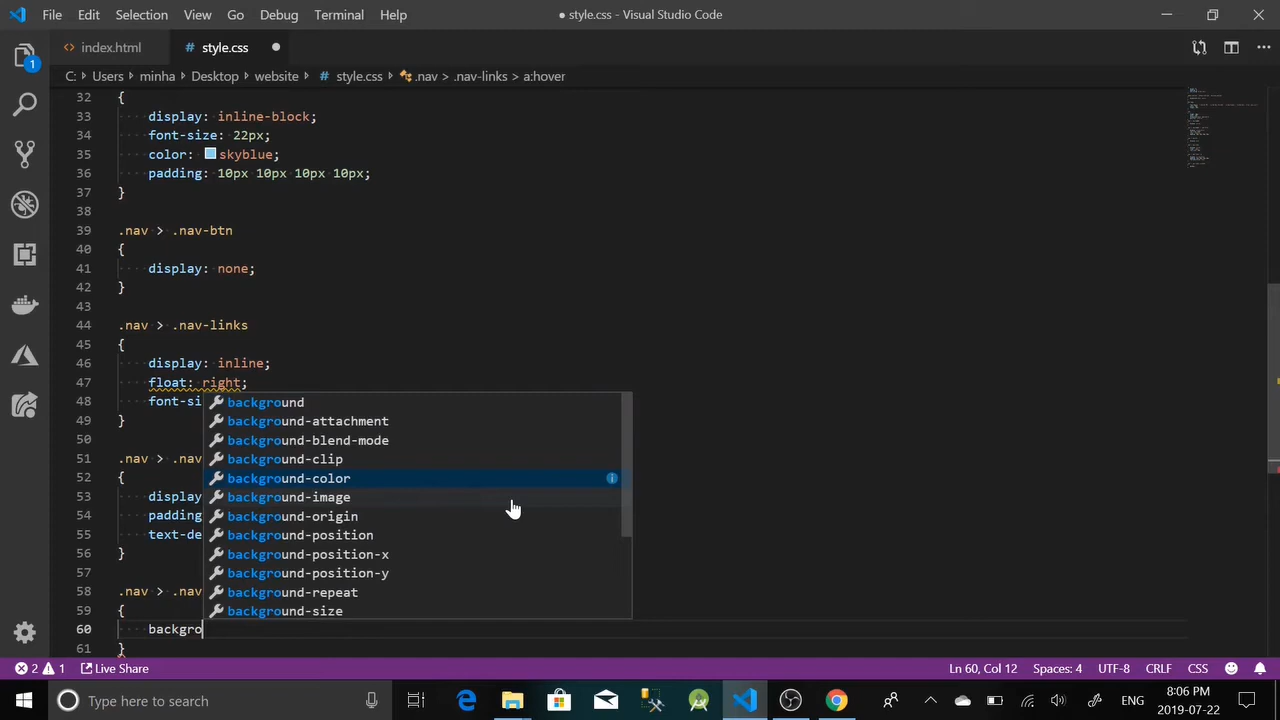 File Edit Selection View Go Debug Terminal Help
● style.css - Visual Studio Code
<> index.html # style.css ●
C: > Users > minha > Desktop > website > # style.css > .nav > .nav-links > a:hover
32 {
33 display: inline-block;
34 font-size: 22px;
35 color: skyblue;
36 padding: 10px 10px 10px 10px;
37 }
38
39 .nav > .nav-btn
40 {
41 display: none;
42 }
43
44 .nav > .nav-links
45 {
46 display: inline;
47 float: right;
48 font-si
49 }
50
51 .nav > .nav
52 {
53 display
54 padding
55 text-de
56 }
57
58 .nav > .nav
59 {
60 backgro
61 }
background
background-attachment
background-blend-mode
background-clip
background-color
background-image
background-origin
background-position
background-position-x
background-position-y
background-repeat
background-size
1
2 1 Live Share
Ln 60, Col 12 Spaces: 4 UTF-8 CRLF CSS
Type here to search
ENG
8:06 PM
2019-07-22